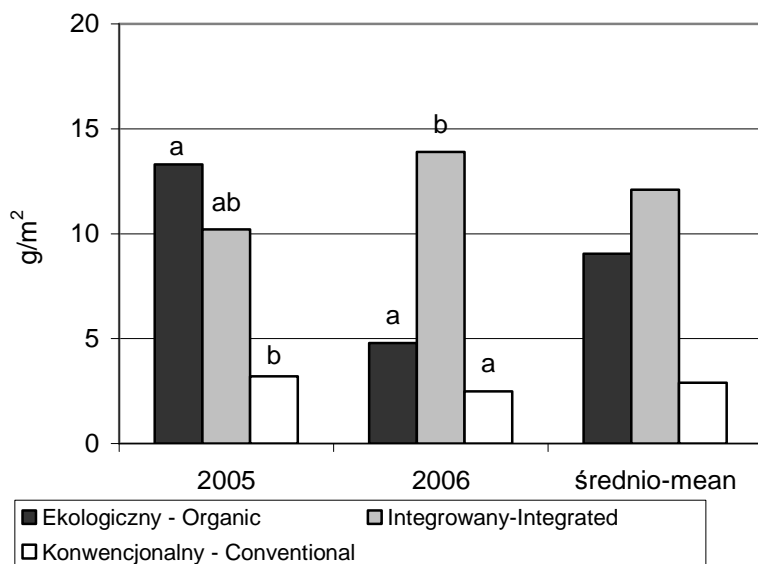 20
15
10
5
0
g/m²
a
ab
b
a
b
a
2005 2006 średnio-mean
Ekologiczny - Organic Integrowany-Integrated
Konwencjonalny - Conventional